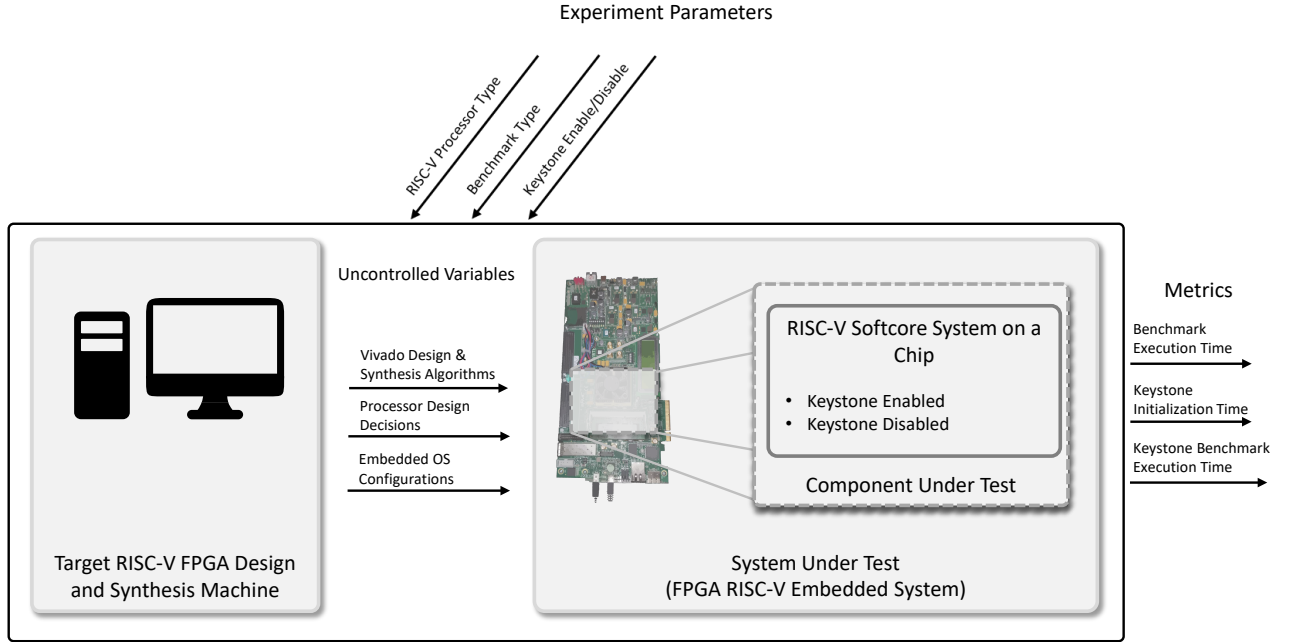 Experiment Parameters
RISC-V Processor Type
Benchmark Type
Keystone Enable/Disable
Uncontrolled Variables
Vivado Design &
Synthesis Algorithms
Processor Design
Decisions
Embedded OS
Configurations
Target RISC-V FPGA Design
and Synthesis Machine
RISC-V Softcore System on a
Chip
• Keystone Enabled
• Keystone Disabled
Component Under Test
System Under Test
(FPGA RISC-V Embedded System)
Metrics
Benchmark
Execution Time
Keystone
Initialization Time
Keystone Benchmark
Execution Time